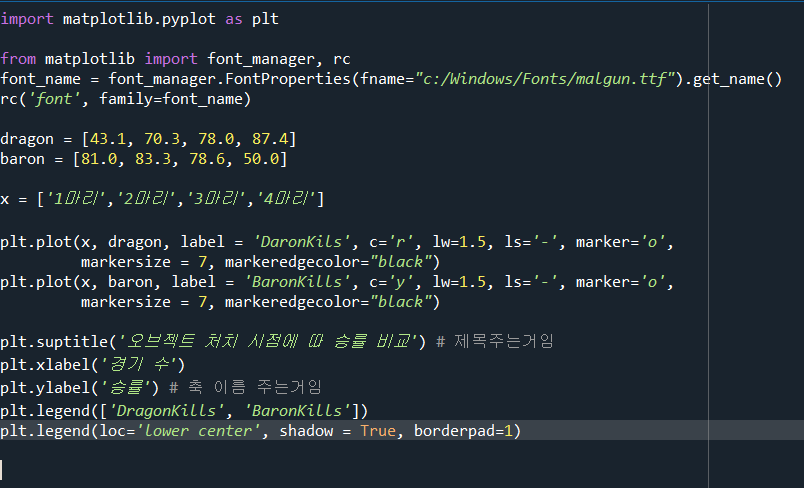 import matplotlib.pyplot as plt
from matplotlib import font_manager, rc
font_name = font_manager.FontProperties(fname="c:/Windows/Fonts/malgun.ttf").get_name()
rc('font', family=font_name)
dragon = [43.1, 70.3, 78.0, 87.4]
baron = [81.0, 83.3, 78.6, 50.0]
x = ['1마리','2마리','3마리','4마리']
plt.plot(x, dragon, label = 'DaronKils', c='r', lw=1.5, ls='-', marker='o',
markersize = 7, markeredgecolor="black")
plt.plot(x, baron, label = 'BaronKills', c='y', lw=1.5, ls='-', marker='o',
markersize = 7, markeredgecolor="black")
plt.suptitle('오브젝트 처치 시점에 따 승률 비교') # 제목주는거임
plt.xlabel('경기 수')
plt.ylabel('승률') # 축 이름 주는거임
plt.legend(['DragonKills', 'BaronKills'])
plt.legend(loc='lower center', shadow = True, borderpad=1)